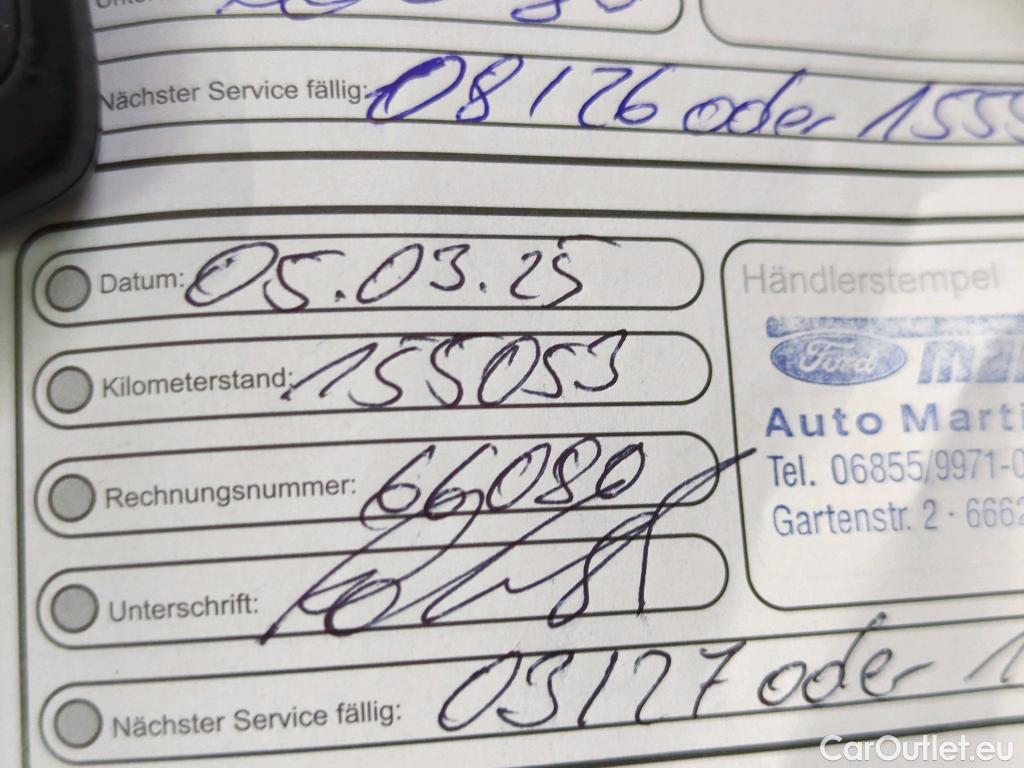 Nächster Service fällig: 08/26 oder 1555
Datum: 05.03.25
Händlerstempel
Ford
Kilometerstand: 155053
Auto Marti
Rechnungsnummer: 66080
Tel. 06855/9971-0
Gartenstr. 2 · 6662
Unterschrift:
Nächster Service fällig: 03/27 oder 1
CarOutlet.eu